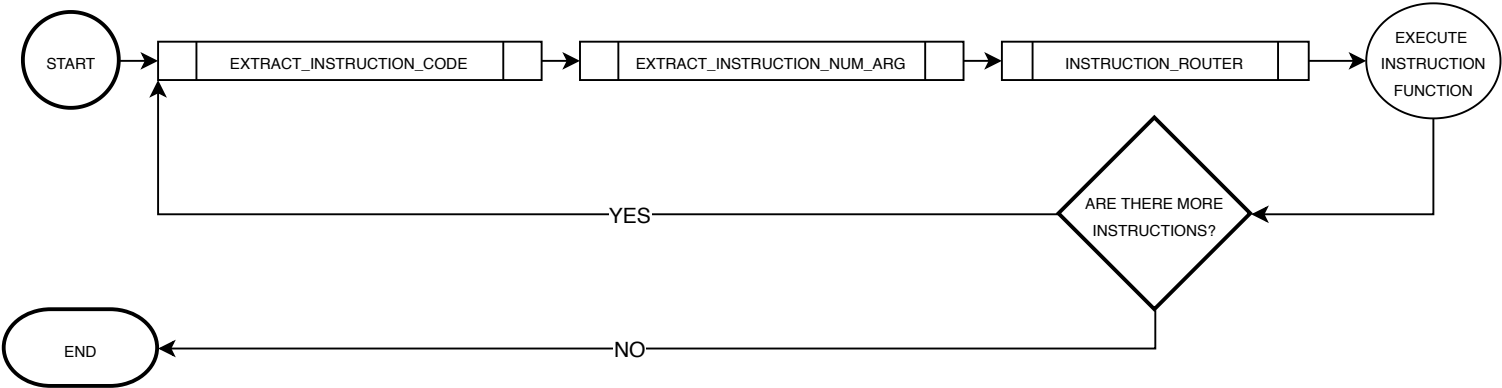 START
EXTRACT_INSTRUCTION_CODE
EXTRACT_INSTRUCTION_NUM_ARG
INSTRUCTION_ROUTER
EXECUTE
INSTRUCTION
FUNCTION
ARE THERE MORE
INSTRUCTIONS?
YES
NO
END